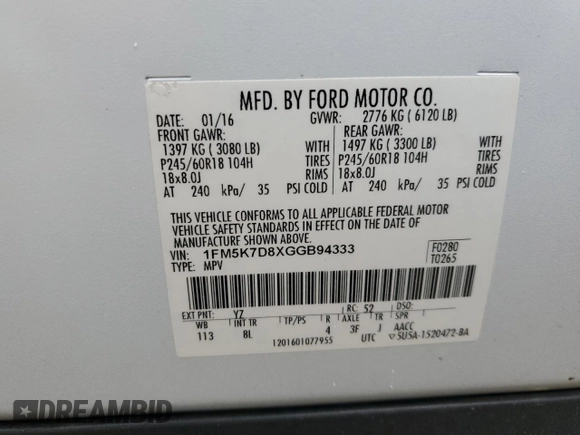 MFD. BY FORD MOTOR CO.
DATE: 01/16 GVWR: 2776 KG ( 6120 LB)
FRONT GAWR: REAR GAWR:
1397 KG ( 3080 LB) WITH 1497 KG ( 3300 LB) WITH
P245/60R18 104H TIRES P245/60R18 104H TIRES
18x8.0J RIMS 18x8.0J RIMS
AT 240 kPa/ 35 PSI COLD AT 240 kPa/ 35 PSI COLD
THIS VEHICLE CONFORMS TO ALL APPLICABLE FEDERAL MOTOR
VEHICLE SAFETY STANDARDS IN EFFECT ON THE DATE OF
MANUFACTURE SHOWN ABOVE.
VIN: 1FM5K7D8XGGB94333 F0280
TYPE: MPV T0265
EXT PNT: YZ RC: 52 DSO:
WB INT TR TP/PS R AXLE TR SPR
113 8L 4 3F J AACC
1201601077955 UTC 5U5A-1520472-BA
DREAMBID